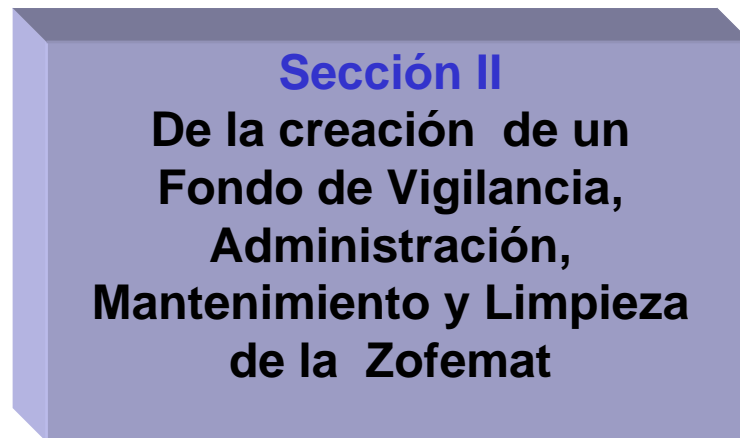 Sección II
De la creación de un
Fondo de Vigilancia,
Administración,
Mantenimiento y Limpieza
de la Zofemat